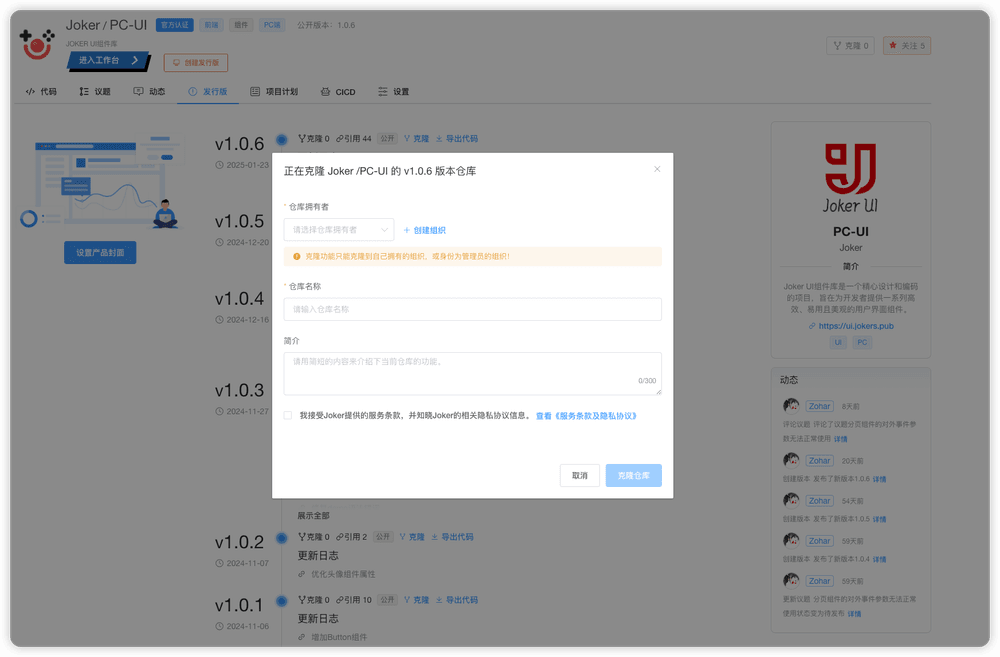 Joker / PC-UI 官方认证 前端 组件 PC端 公开版本：1.0.6
JOKER UI组件库
进入工作台
创建发行版
克隆 0
关注 5
代码 议题 动态 发行版 项目计划 CICD 设置
设置产品封面
v1.0.6
2025-01-23
克隆 0 引用 44 公开 克隆 导出代码
v1.0.5
2024-12-20
v1.0.4
2024-12-16
v1.0.3
2024-11-27
正在克隆 Joker /PC-UI 的 v1.0.6 版本仓库
* 仓库拥有者
请选择仓库拥有者
+ 创建组织
克隆功能只能克隆到自己拥有的组织，或身份为管理员的组织！
* 仓库名称
请输入仓库名称
简介
请用简短的内容来介绍下当现仓库的功能。
0/300
我接受Joker提供的服务条款，并知晓Joker的相关隐私协议信息。 查看《服务条款及隐私协议》
取消
克隆仓库
展示全部
v1.0.2
2024-11-07
克隆 0 引用 2 公开 克隆 导出代码
更新日志
优化头像组件属性
v1.0.1
2024-11-06
克隆 0 引用 10 公开 克隆 导出代码
更新日志
增加Button组件
Joker UI
PC-UI
Joker
简介
Joker UI组件库是一个精心设计和编码
的项目，旨在为开发者提供一系列高
效、易用且美观的用户界面组件。
https://ui.jokers.pub
UI PC
动态
Zohar 8天前
评论议题 评论了议题分页组件的对外事件参
数无法正常使用 详情
Zohar 20天前
创建版本 发布了新版本1.0.6 详情
Zohar 54天前
创建版本 发布了新版本1.0.5 详情
Zohar 59天前
创建版本 发布了新版本1.0.4 详情
Zohar 59天前
更新议题 分页组件的对外事件参数无法正常
使用状态变为待发布 详情